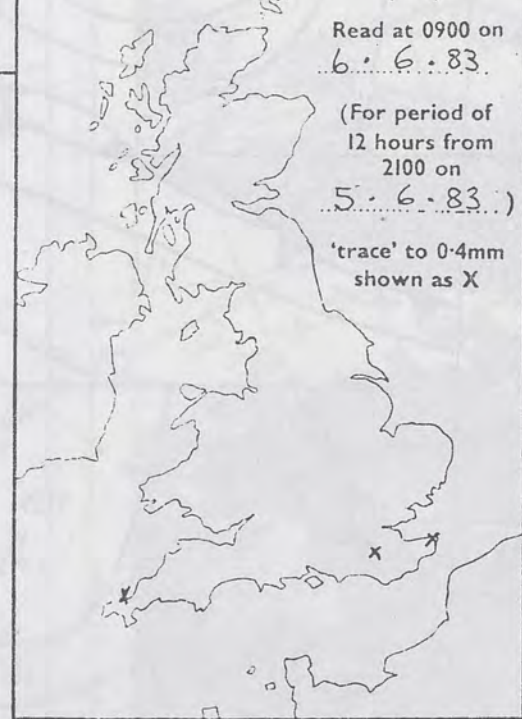 Read at 0900 on
6 . 6 . 83
(For period of
12 hours from
2100 on
5 . 6 . 83 )
'trace' to 0·4mm
shown as X
X
X
X